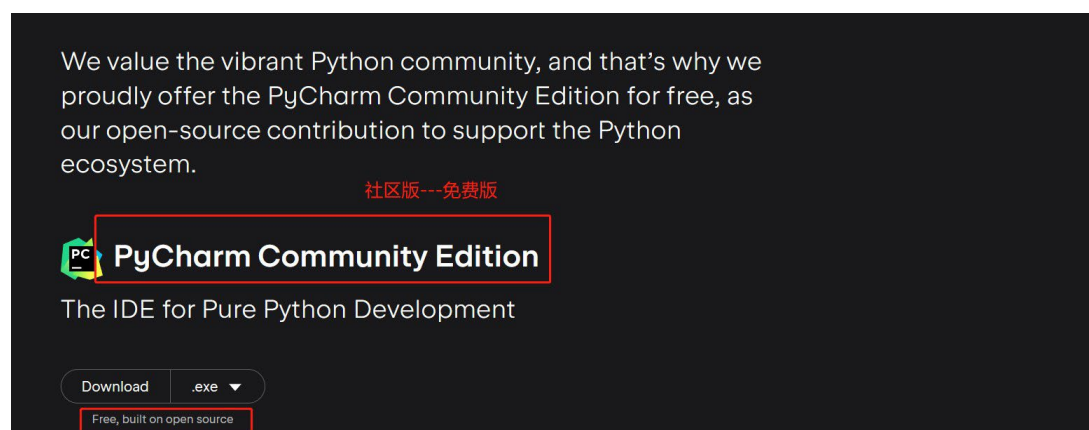 We value the vibrant Python community, and that’s why we
proudly offer the PyCharm Community Edition for free, as
our open-source contribution to support the Python
ecosystem.
社区版---免费版
PC
PyCharm Community Edition
The IDE for Pure Python Development
Download .exe
Free, built on open source